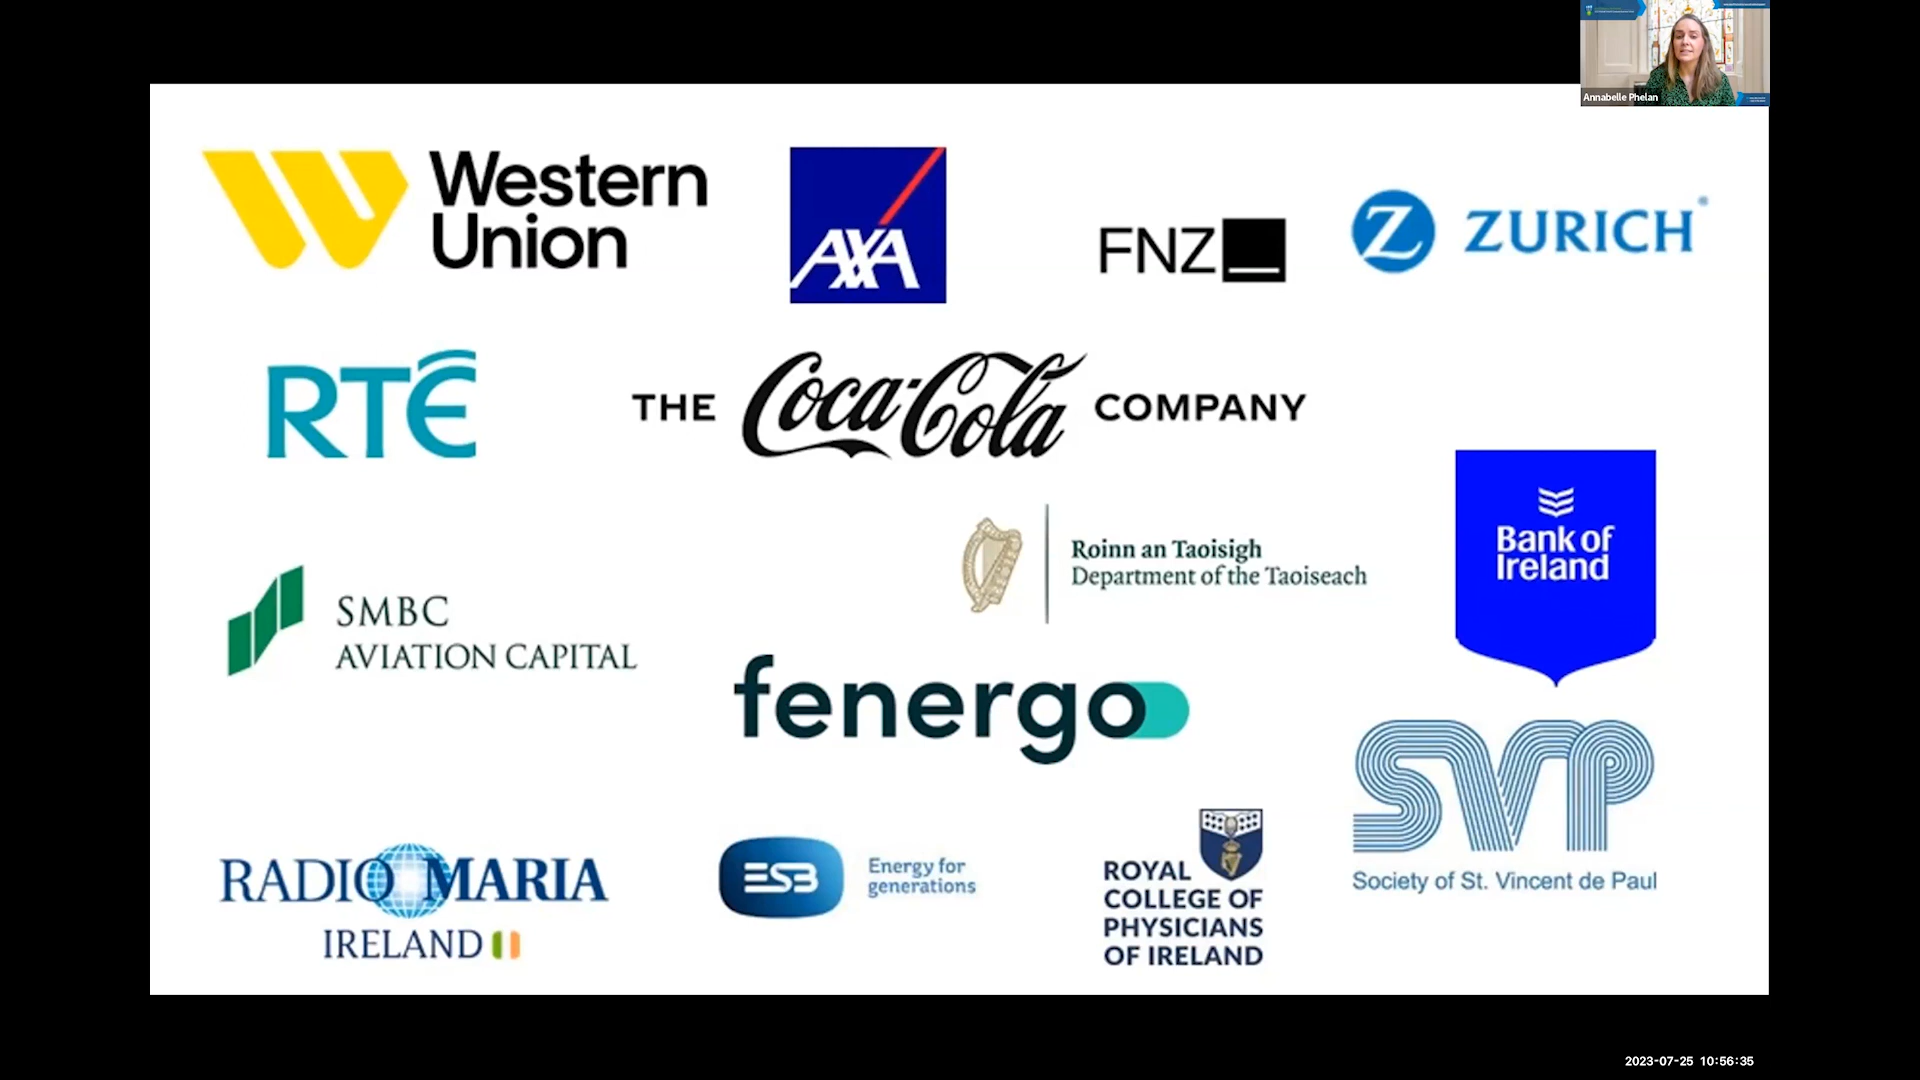 Annabelle Phelan
Western
Union
AXA
FNZ
Z ZURICH
RTÉ
THE Coca-Cola COMPANY
Roinn an Taoisigh
Department of the Taoiseach
Bank of
Ireland
SMBC
AVIATION CAPITAL
fenergo
SVP
Society of St. Vincent de Paul
RADIO MARIA
IRELAND
ESB
Energy for
generations
ROYAL
COLLEGE OF
PHYSICIANS
OF IRELAND
2023-07-25 10:56:35